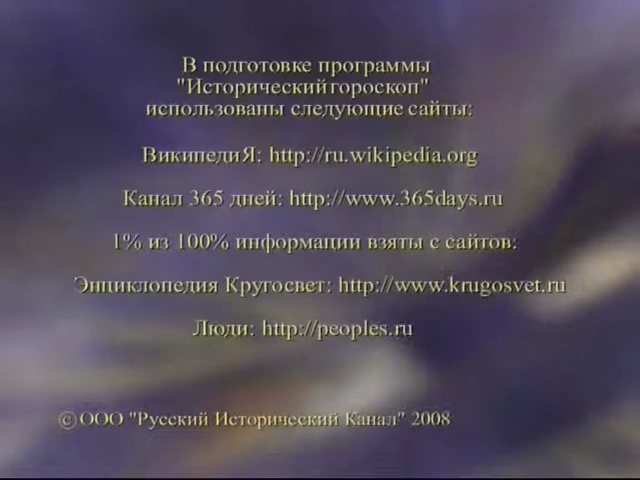 В подготовке программы
"Исторический гороскоп"
использованы следующие сайты:
ВикипедиЯ: http://ru.wikipedia.org
Канал 365 дней: http://www.365days.ru
1% из 100% информации взяты с сайтов:
Энциклопедия Кругосвет: http://www.krugosvet.ru
Люди: http://peoples.ru
© ООО "Русский Исторический Канал" 2008